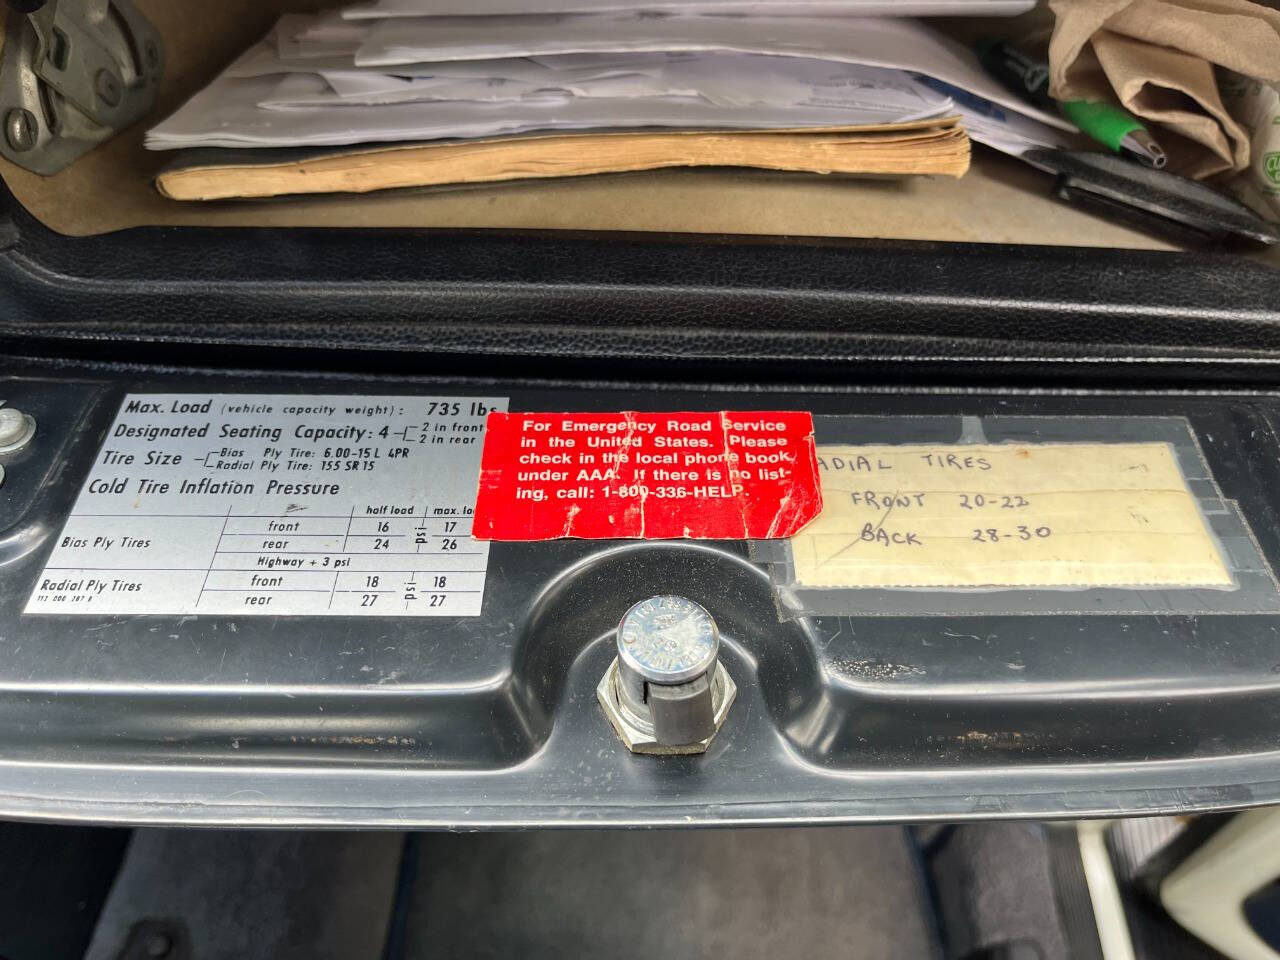 Max. Load (vehicle capacity weight): 735 lbs
Designated Seating Capacity: 4 2 in front
2 in rear
Tire Size Bias Ply Tire: 6.00-15 L 4PR
Radial Ply Tire: 155 SR 15
Cold Tire Inflation Pressure
half load max. lo
Bias Ply Tires front 16 psi 17
rear 24 26
Highway + 3 psi
Radial Ply Tires front 18 psi 18
rear 27 27
For Emergency Road Service
in the United States. Please
check in the local phone book
under AAA. If there is no list-
ing, call: 1-800-336-HELP.
ADIAL TIRES
FRONT 20-22
BACK 28-30